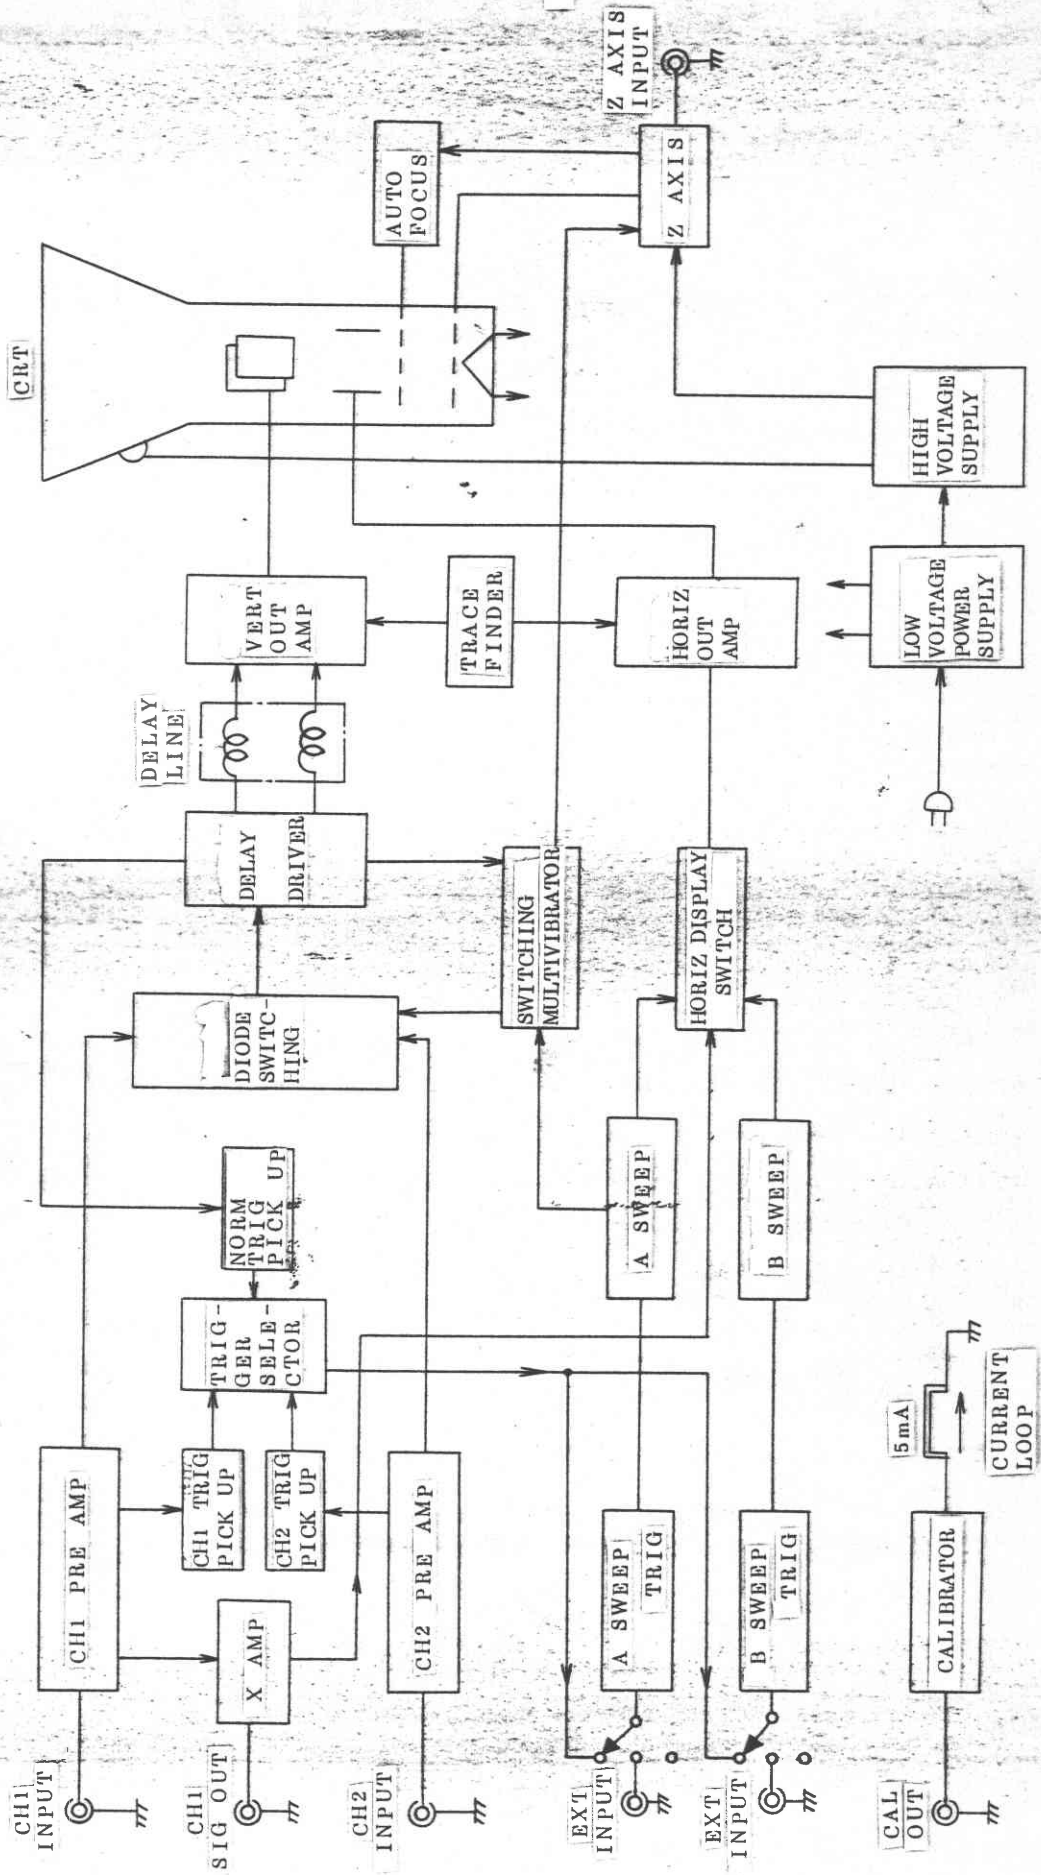 CH1
INPUT
CH1 PRE AMP
CH1
SIG OUT
X AMP
CH1 TRIG
PICK UP
CH2 TRIG
PICK UP
TRIG-
GER
SELE-
CTOR
NORM
TRIG
PICK UP
CH2
INPUT
CH2 PRE AMP
DIODE
SWITC-
HING
DELAY
DRIVER
DELAY
LINE
VERT
OUT
AMP
CRT
AUTO
FOCUS
TRACE
FINDER
SWITCHING
MULTIVIBRATOR
EXT
INPUT
A SWEEP
TRIG
A SWEEP
HORIZ DISPLAY
SWITCH
HORIZ
OUT
AMP
Z AXIS
Z AXIS
INPUT
EXT
INPUT
B SWEEP
TRIG
B SWEEP
CAL
OUT
CALIBRATOR
5mA
CURRENT
LOOP
LOW
VOLTAGE
POWER
SUPPLY
HIGH
VOLTAGE
SUPPLY